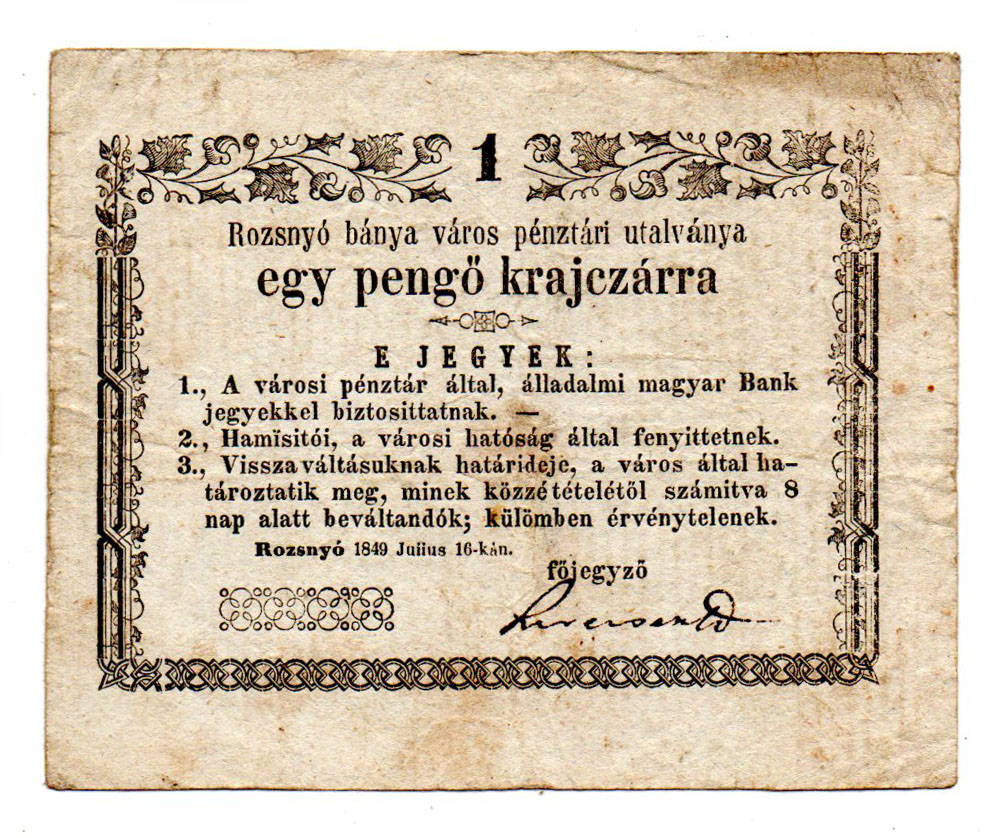 1
Rozsnyó bánya város pénztári utalványa
egy pengő krajczárra
E JEGYEK:
1., A városi pénztár által, álladalmi magyar Bank
jegyekkel biztosittatnak. —
2., Hamïsitói, a városi hatóság által fenyittetnek.
3., Visszaváltásuknak határideje, a város által ha-
tároztatik meg, minek közzétételétől számitva 8
nap alatt beváltandók; külömben érvénytelenek.
Rozsnyó 1849 Julius 16-kán.
főjegyző